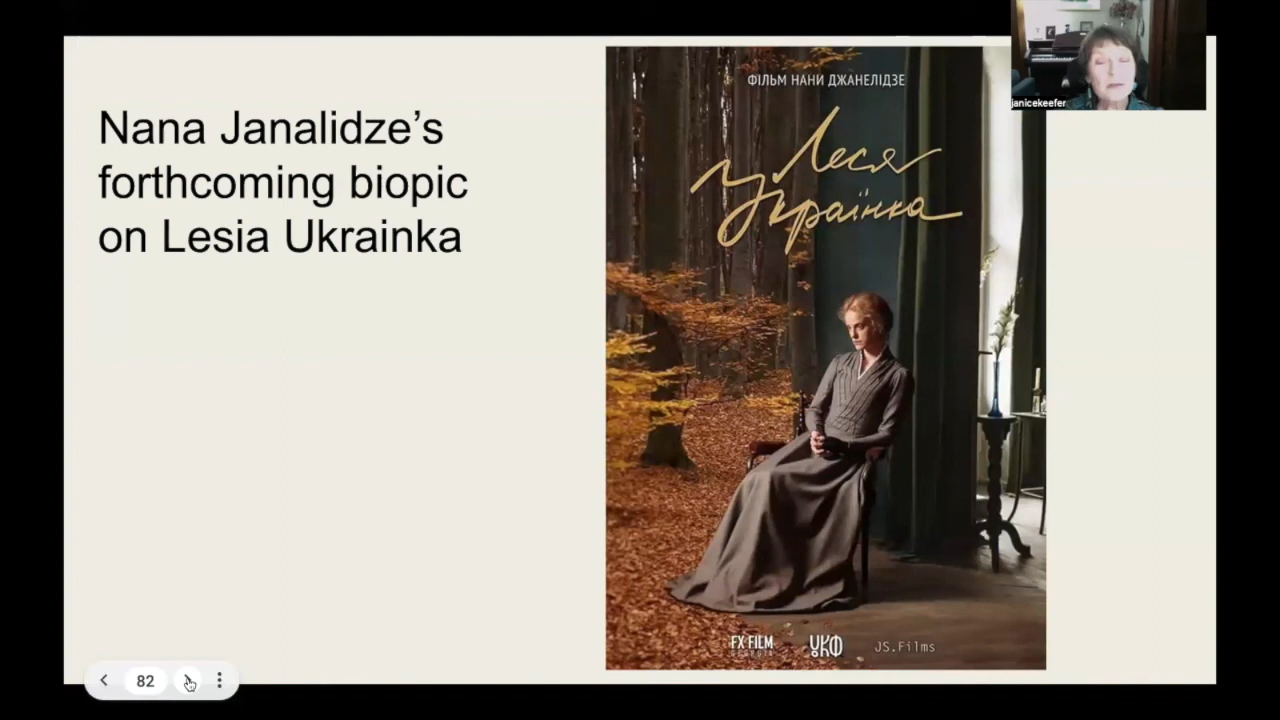 Nana Janalidze’s
forthcoming biopic
on Lesia Ukrainka
ФІЛЬМ НАНИ ДЖАНЕЛІДЗЕ
Леся
Українка
FX FILM
GEORGIA
УКФ
JS.Films
janicekeefer
82